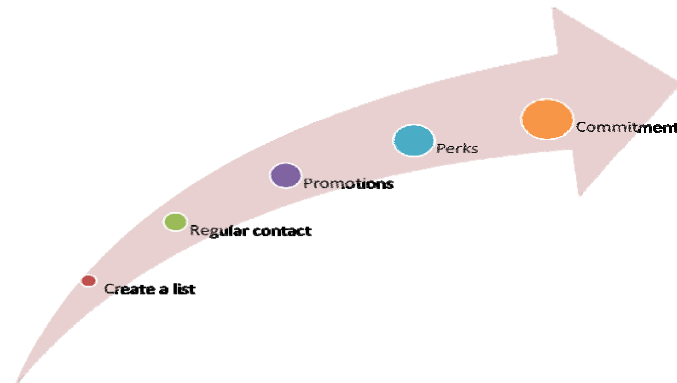 Create a list
Regular contact
Promotions
Perks
Commitment